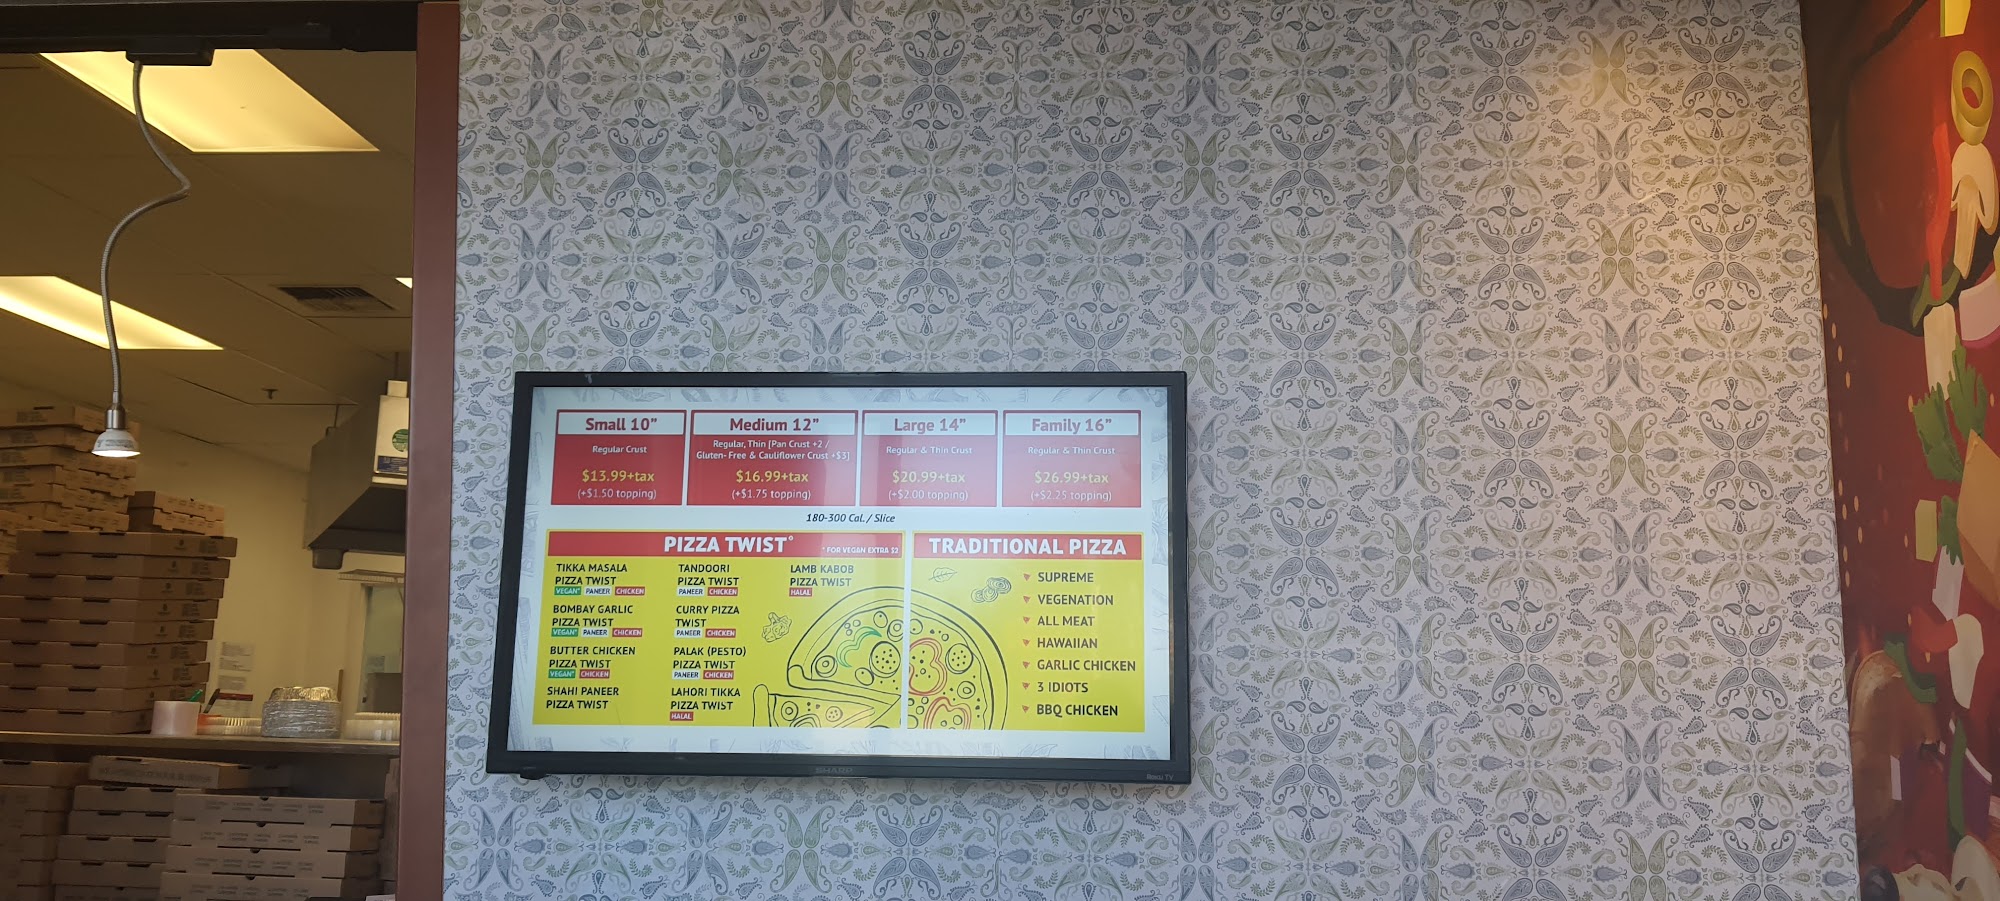 Small 10"
Regular Crust
$13.99+tax
(+$1.50 topping)
Medium 12"
Regular, Thin [Pan Crust +2 /
Gluten- Free & Cauliflower Crust +$3]
$16.99+tax
(+$1.75 topping)
Large 14"
Regular & Thin Crust
$20.99+tax
(+$2.00 topping)
Family 16"
Regular & Thin Crust
$26.99+tax
(+$2.25 topping)
180-300 Cal./ Slice
PIZZA TWIST°
* FOR VEGAN EXTRA $2
TIKKA MASALA
PIZZA TWIST
VEGAN* PANEER CHICKEN
BOMBAY GARLIC
PIZZA TWIST
VEGAN* PANEER CHICKEN
BUTTER CHICKEN
PIZZA TWIST
VEGAN* CHICKEN
SHAHI PANEER
PIZZA TWIST
TANDOORI
PIZZA TWIST
PANEER CHICKEN
CURRY PIZZA
TWIST
PANEER CHICKEN
PALAK (PESTO)
PIZZA TWIST
PANEER CHICKEN
LAHORI TIKKA
PIZZA TWIST
HALAL
LAMB KABOB
PIZZA TWIST
HALAL
TRADITIONAL PIZZA
SUPREME
VEGENATION
ALL MEAT
HAWAIIAN
GARLIC CHICKEN
3 IDIOTS
BBQ CHICKEN
SHARP
Roku TV